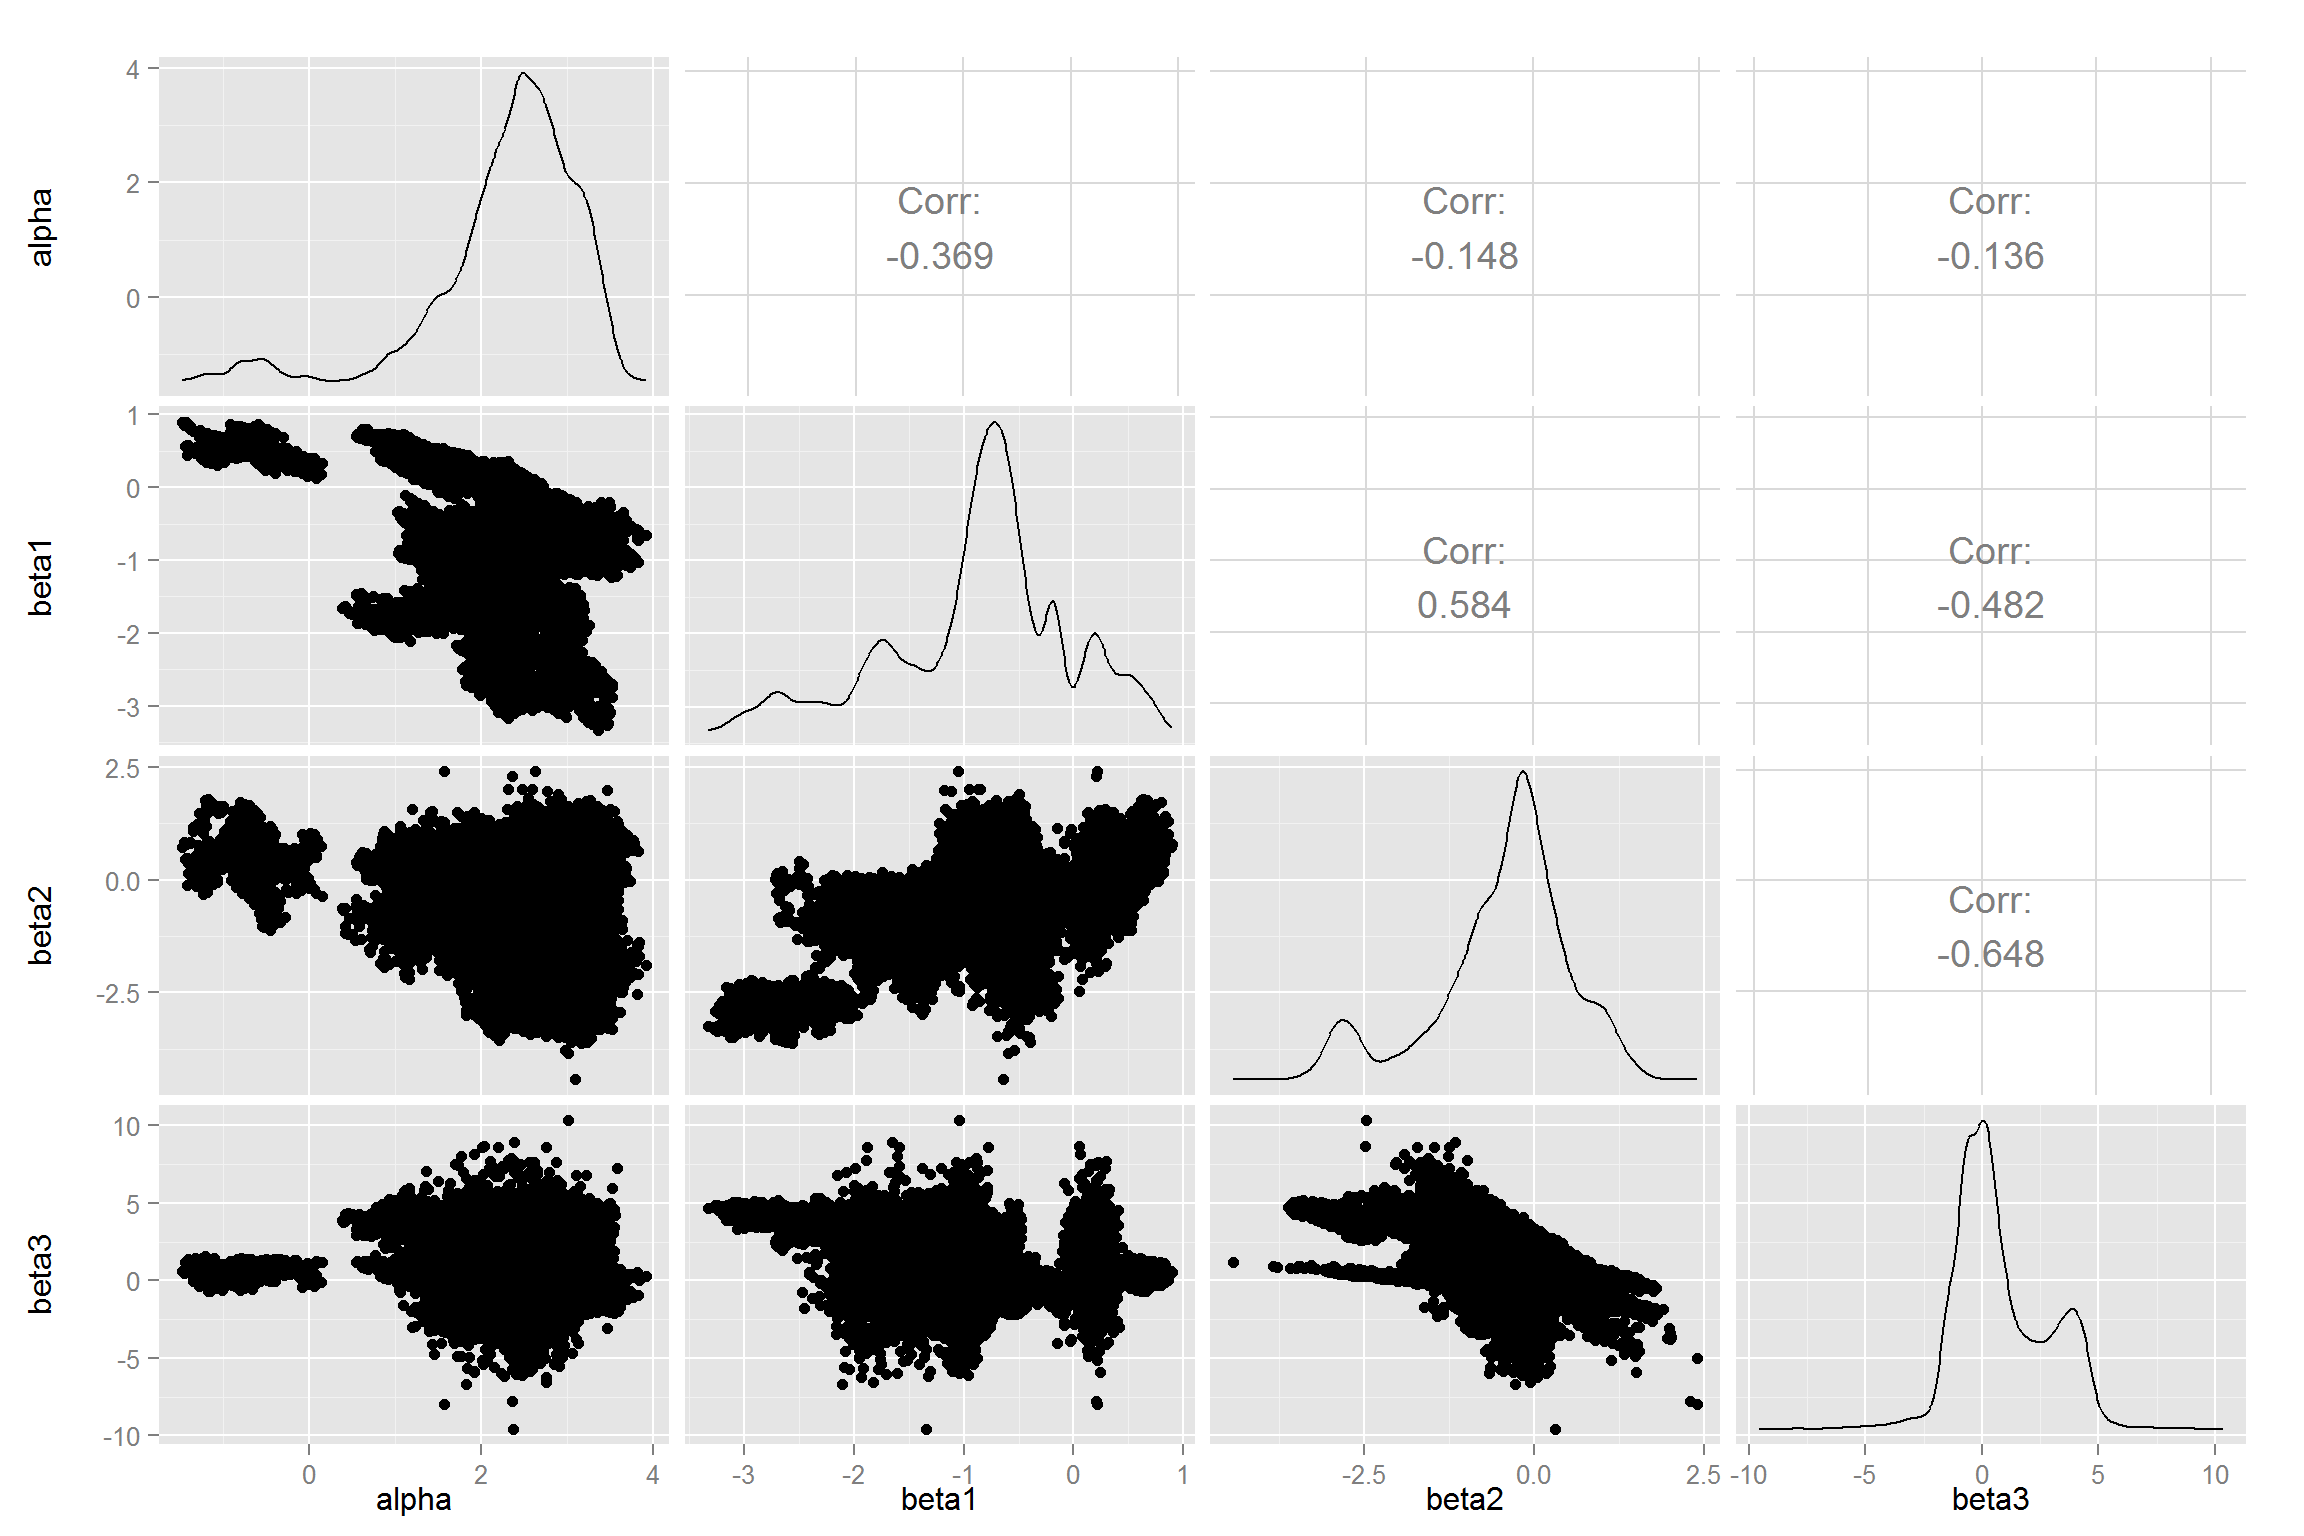 alpha
4
2
0
Corr:
-0.369
Corr:
-0.148
Corr:
-0.136
beta1
1
0
-1
-2
-3
Corr:
0.584
Corr:
-0.482
beta2
2.5
0.0
-2.5
Corr:
-0.648
beta3
10
5
0
-5
-10
0 2 4
-3 -2 -1 0 1
-2.5 0.0 2.5
-10 -5 0 5 10
alpha beta1 beta2 beta3